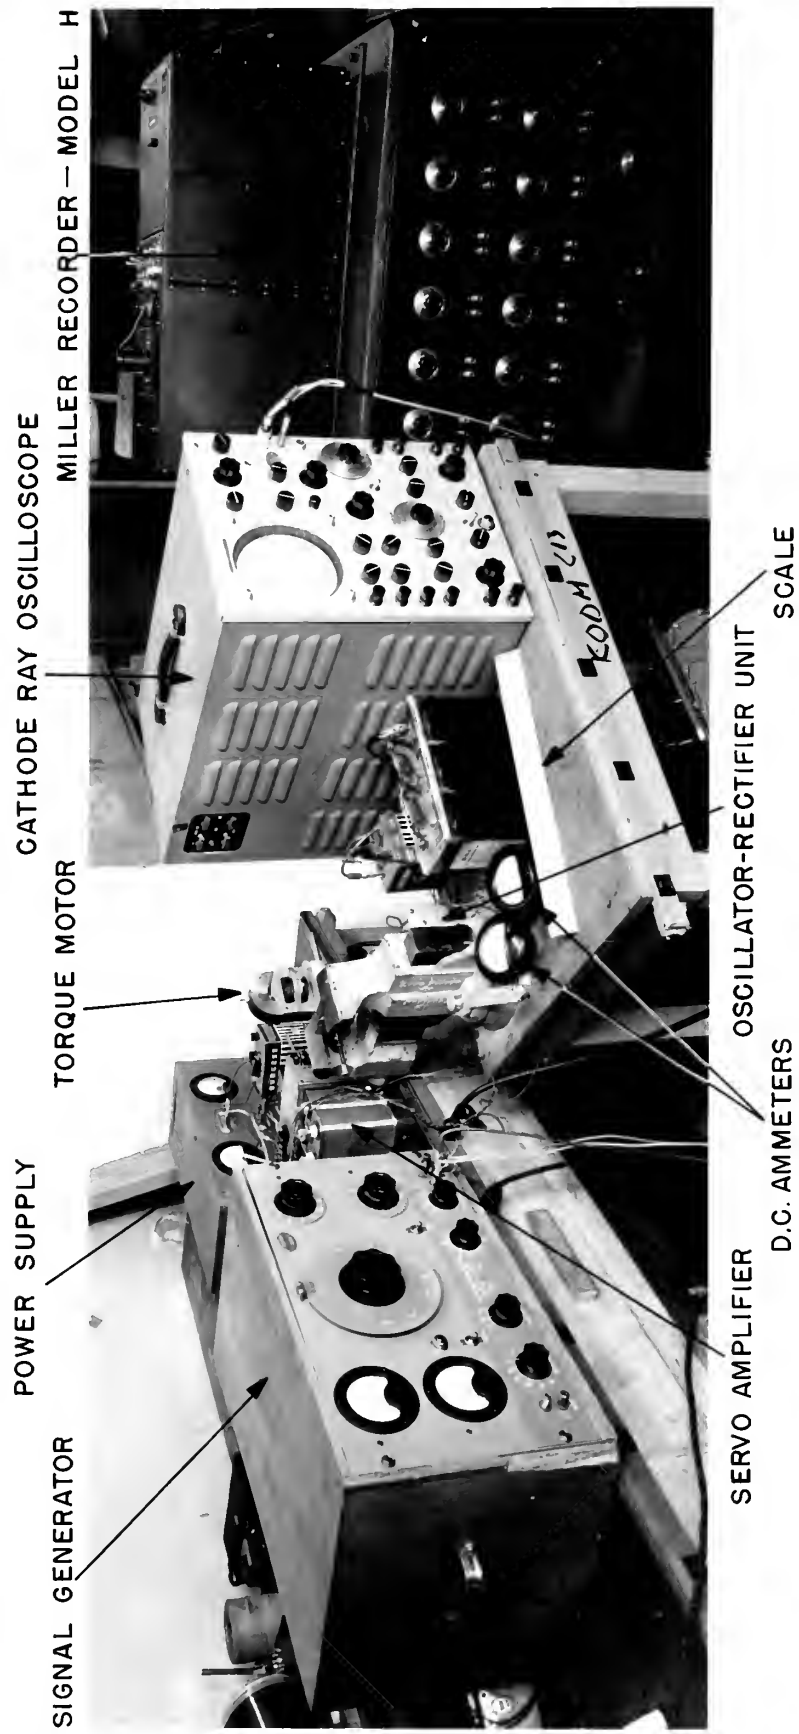 SIGNAL GENERATOR
POWER SUPPLY
TORQUE MOTOR
CATHODE RAY OSCILLOSCOPE
MILLER RECORDER—MODEL H
SERVO AMPLIFIER
D.C. AMMETERS
OSCILLATOR-RECTIFIER UNIT
SCALE